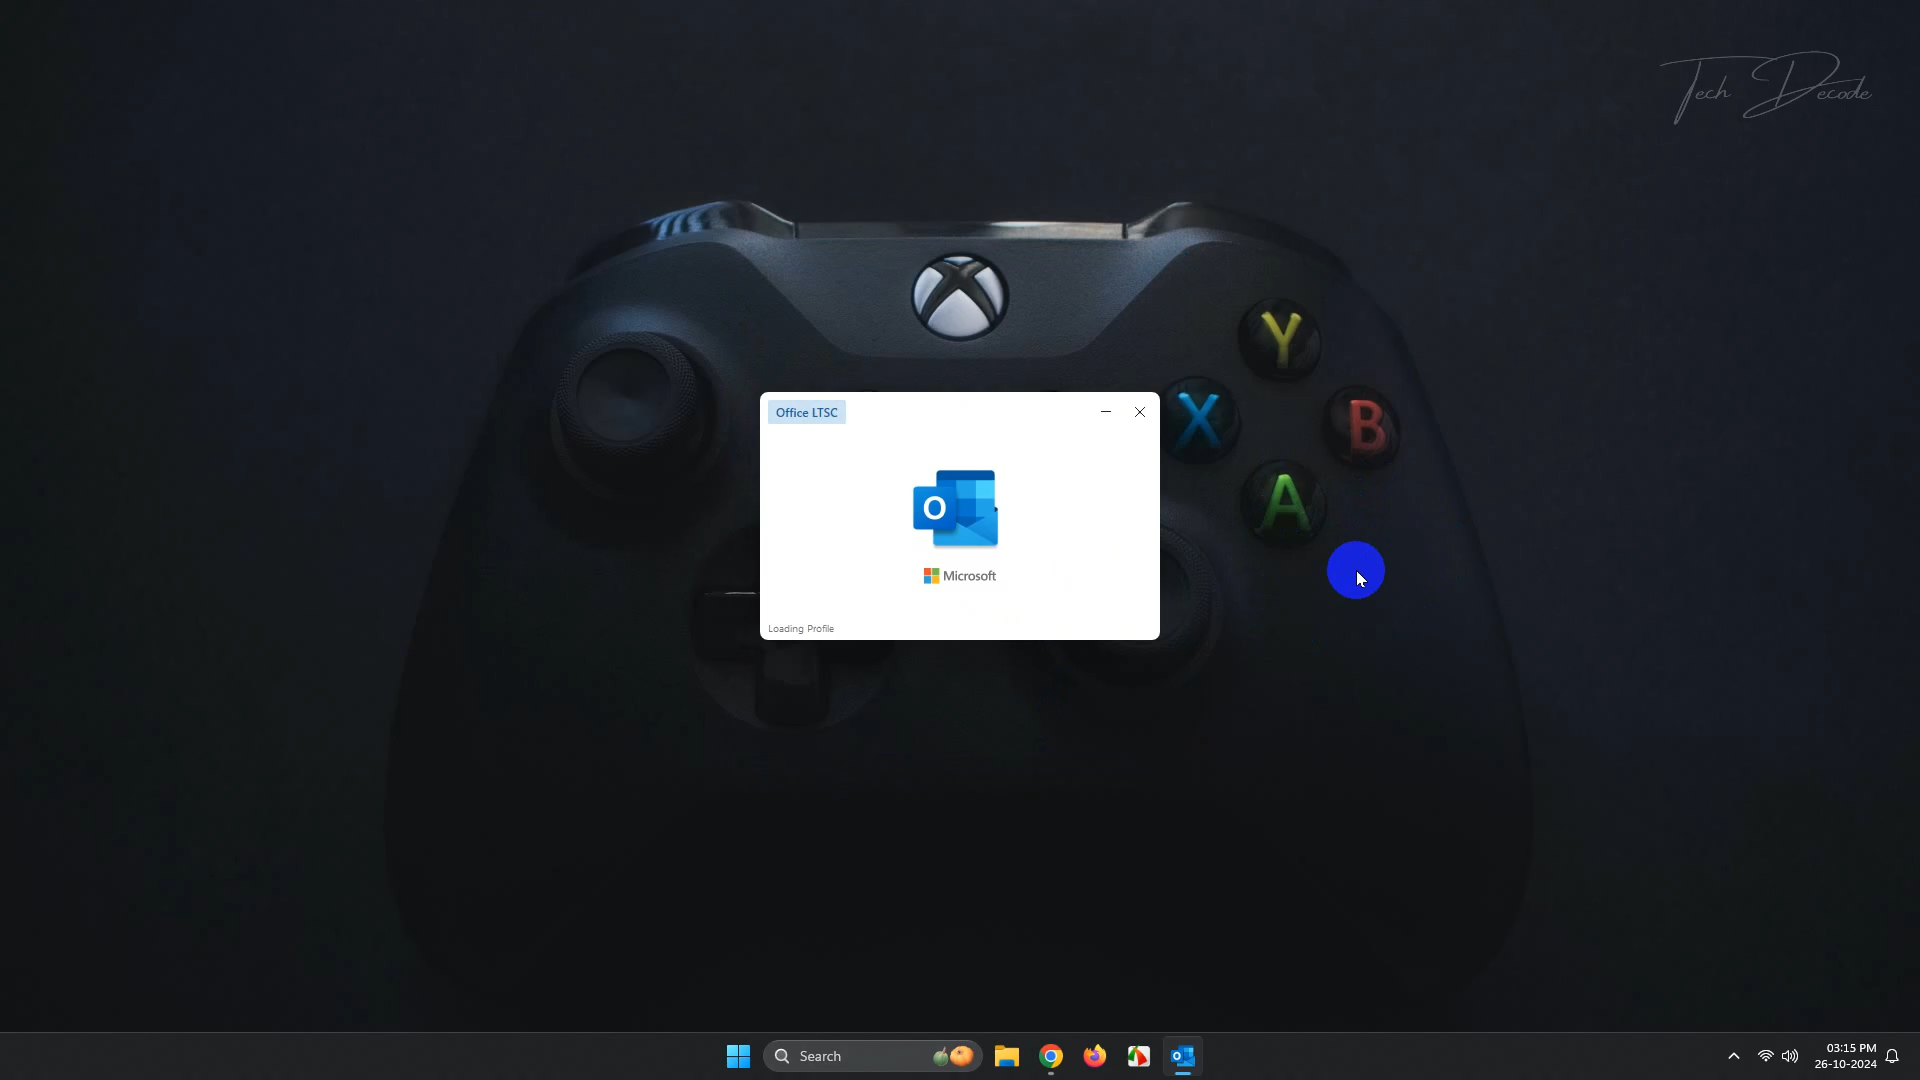 Tech Decode
Y
X
B
A
Office LTSC
O
Microsoft
Loading Profile
Search
O
03:15 PM
26-10-2024